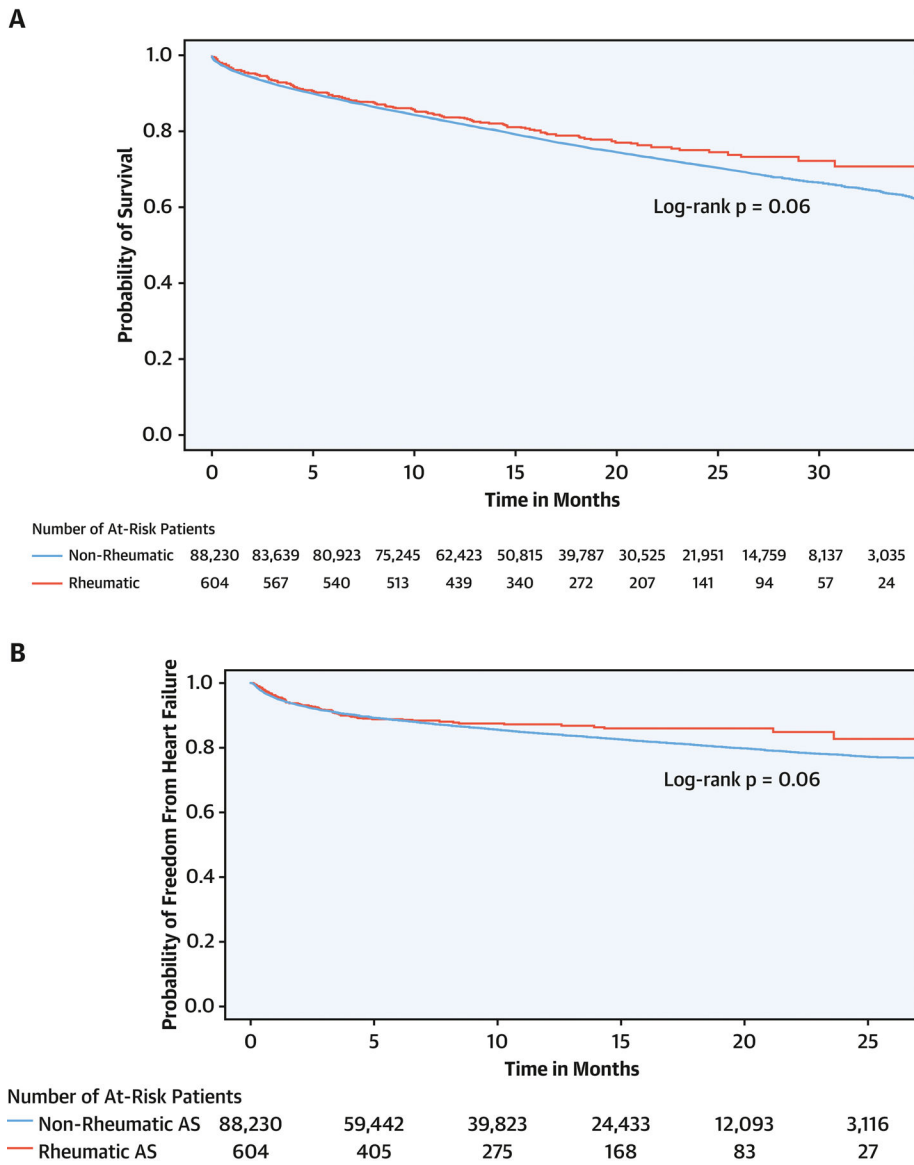 A
Probability of Survival
1.0
0.8
0.6
0.4
0.2
0.0
Log-rank p = 0.06
0 5 10 15 20 25 30
Time in Months
Number of At-Risk Patients
Non-Rheumatic 88,230 83,639 80,923 75,245 62,423 50,815 39,787 30,525 21,951 14,759 8,137 3,035
Rheumatic 604 567 540 513 439 340 272 207 141 94 57 24
B
Probability of Freedom From Heart Failure
1.0
0.8
0.6
0.4
0.2
0.0
Log-rank p = 0.06
0 5 10 15 20 25
Time in Months
Number of At-Risk Patients
Non-Rheumatic AS 88,230 59,442 39,823 24,433 12,093 3,116
Rheumatic AS 604 405 275 168 83 27